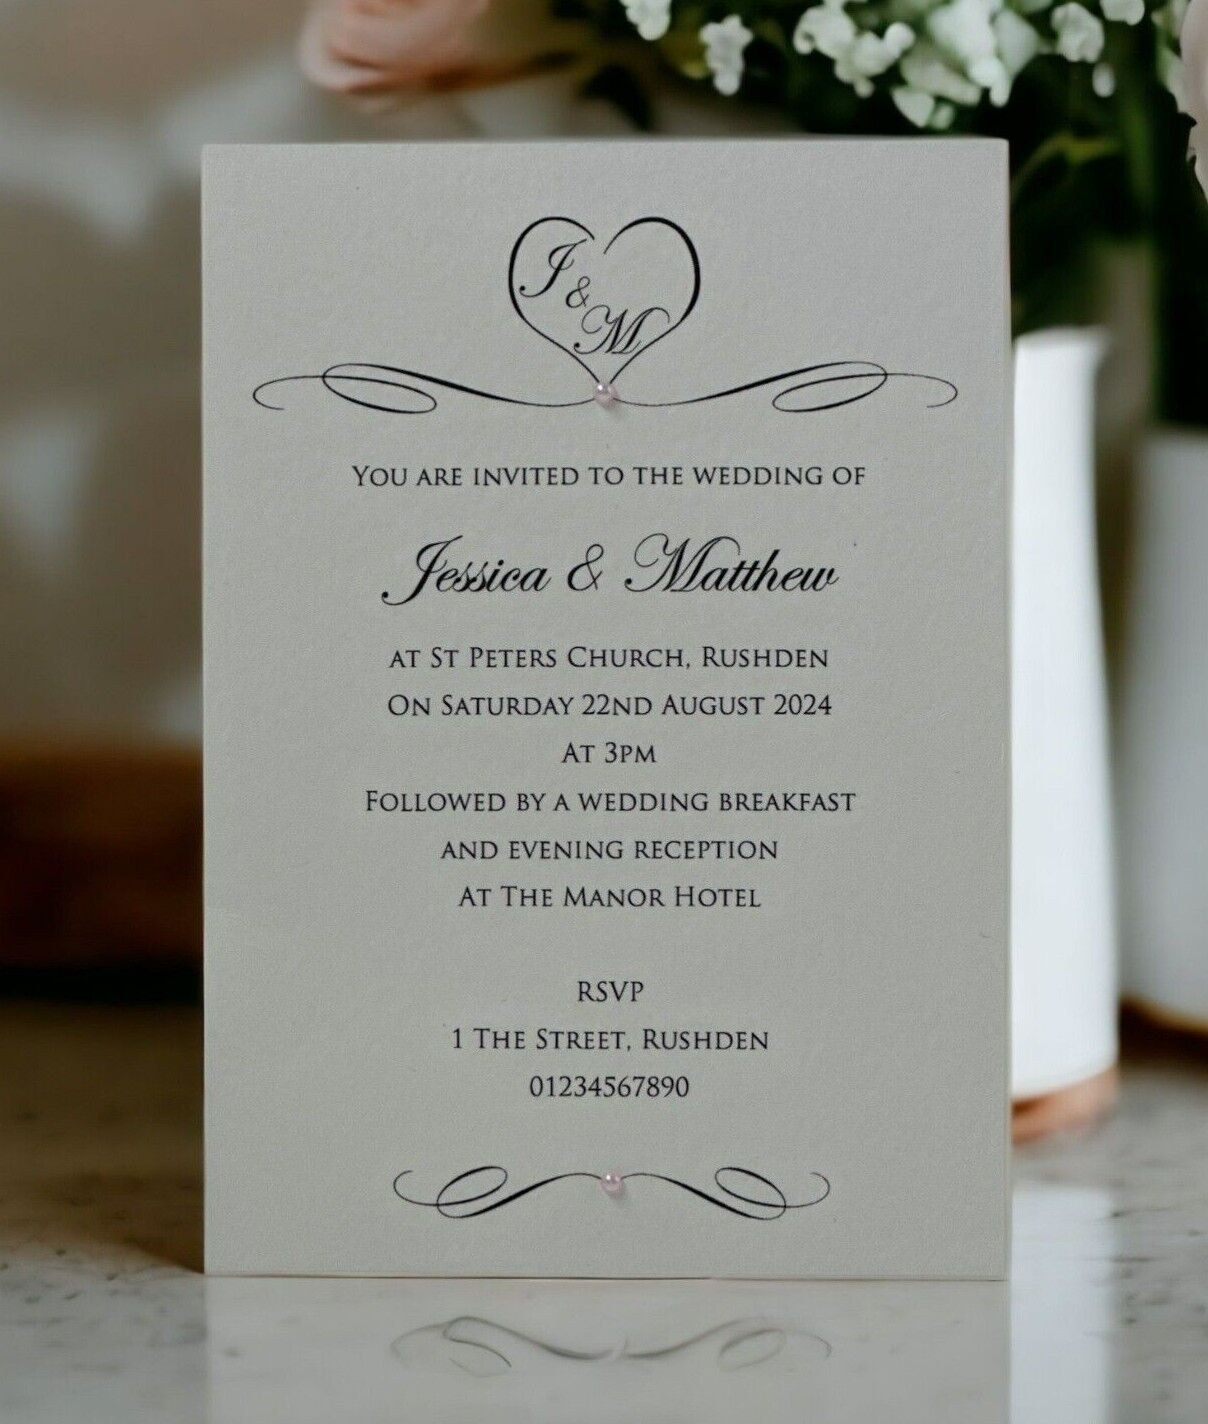 J
&
M
You are invited to the wedding of
Jessica & Matthew
at St Peters Church, Rushden
On Saturday 22nd August 2024
At 3pm
Followed by a wedding breakfast
and evening reception
At The Manor Hotel
RSVP
1 The Street, Rushden
01234567890